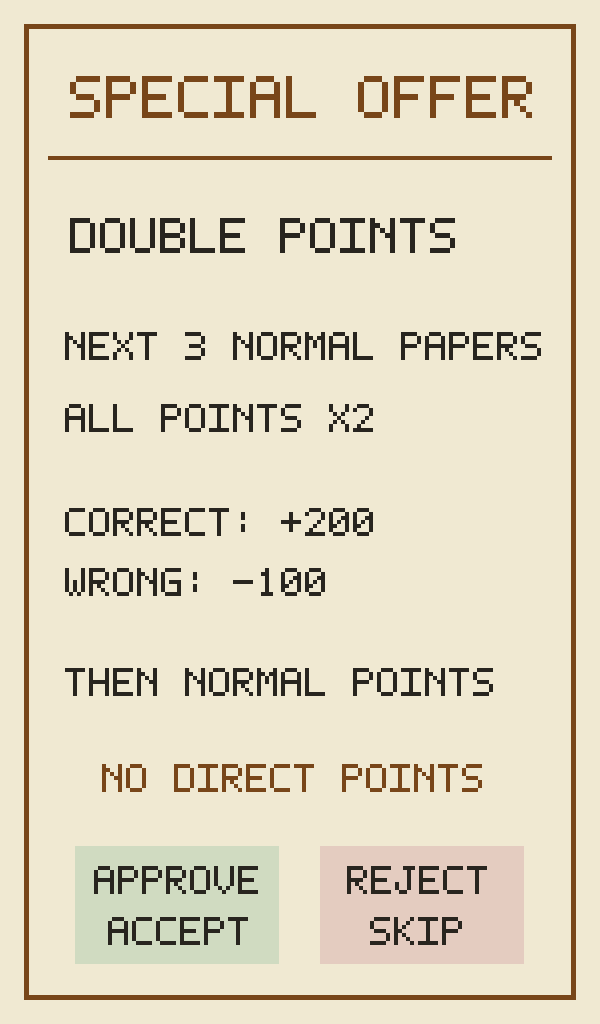 SPECIAL OFFER
DOUBLE POINTS
NEXT 3 NORMAL PAPERS
ALL POINTS X2
CORRECT: +200
WRONG: -100
THEN NORMAL POINTS
NO DIRECT POINTS
APPROVE
ACCEPT
REJECT
SKIP